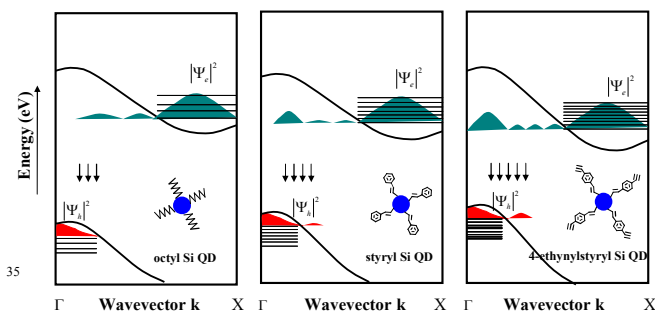 Energy (eV)
|Ψₑ|²
|Ψₑ|²
|Ψₑ|²
|Ψₕ|²
|Ψₕ|²
|Ψₕ|²
octyl Si QD
styryl Si QD
4-ethynylstyryl Si QD
35
Γ Wavevector k X
Γ Wavevector k X
Γ Wavevector k X